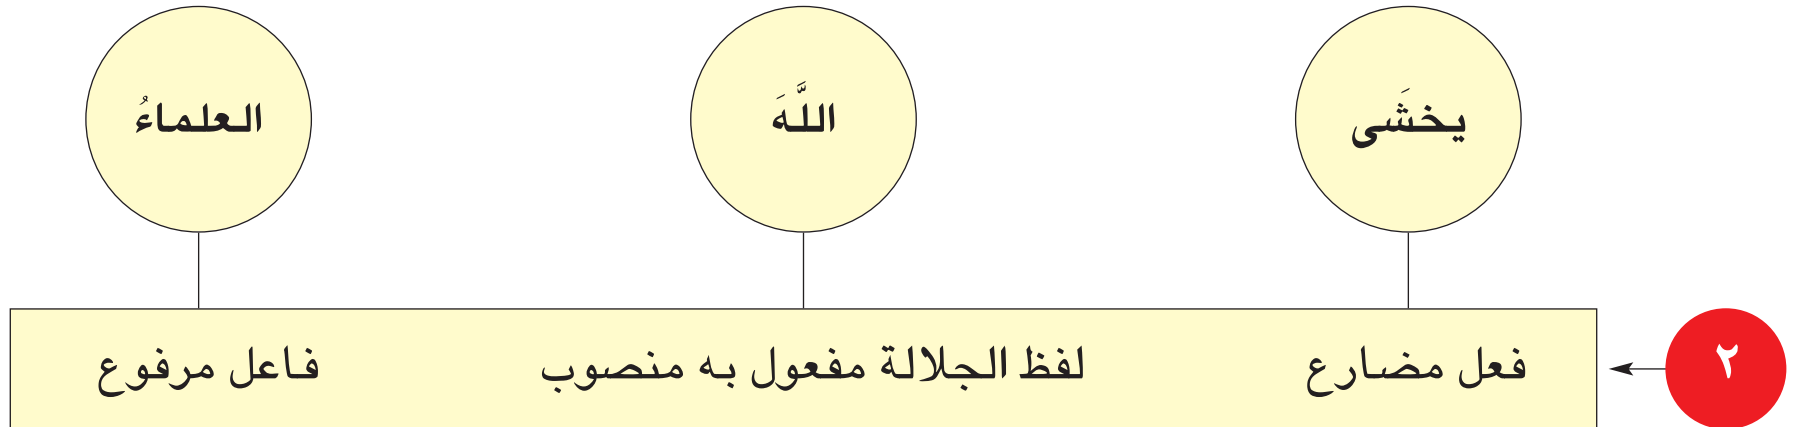 يخشَى اللَّهَ العلماءُ
٢ فعل مضارع لفظ الجلالة مفعول به منصوب فاعل مرفوع